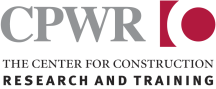 CPWR
THE CENTER FOR CONSTRUCTION
RESEARCH AND TRAINING